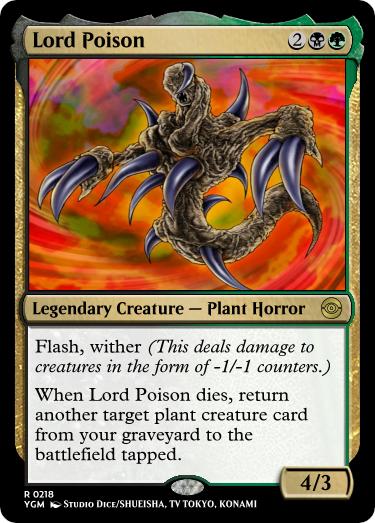 Lord Poison 2
Legendary Creature — Plant Horror
Flash, wither (This deals damage to
creatures in the form of -1/-1 counters.)
When Lord Poison dies, return
another target plant creature card
from your graveyard to the
battlefield tapped.
4/3
R 0218
YGM Studio Dice/SHUEISHA, TV TOKYO, KONAMI